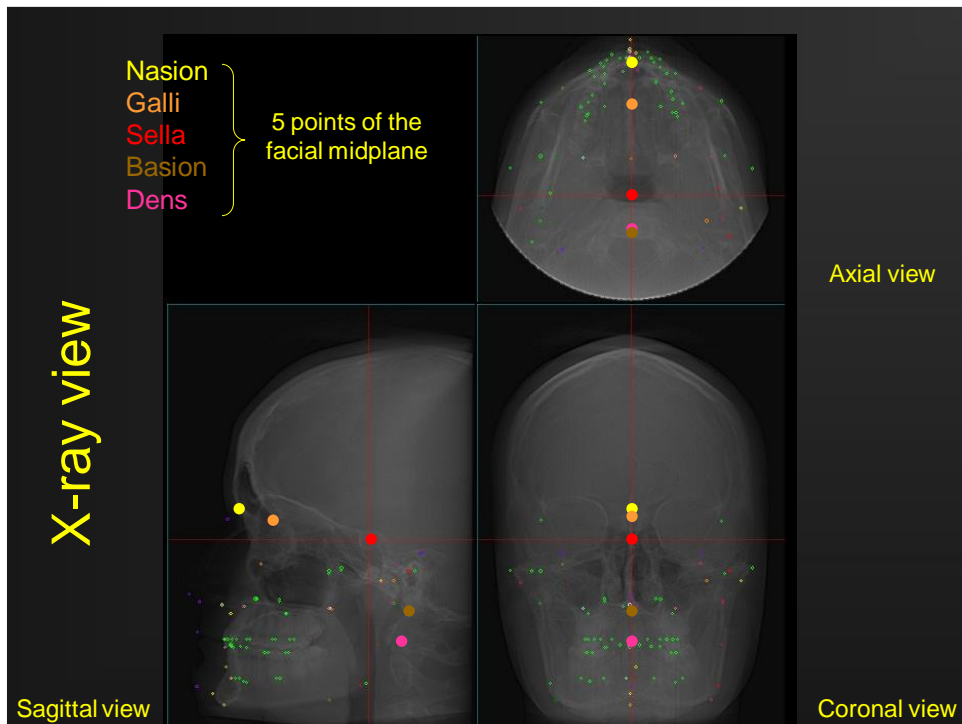 Nasion
Galli
Sella
Basion
Dens
5 points of the
facial midplane
Axial view
X-ray view
Sagittal view
Coronal view